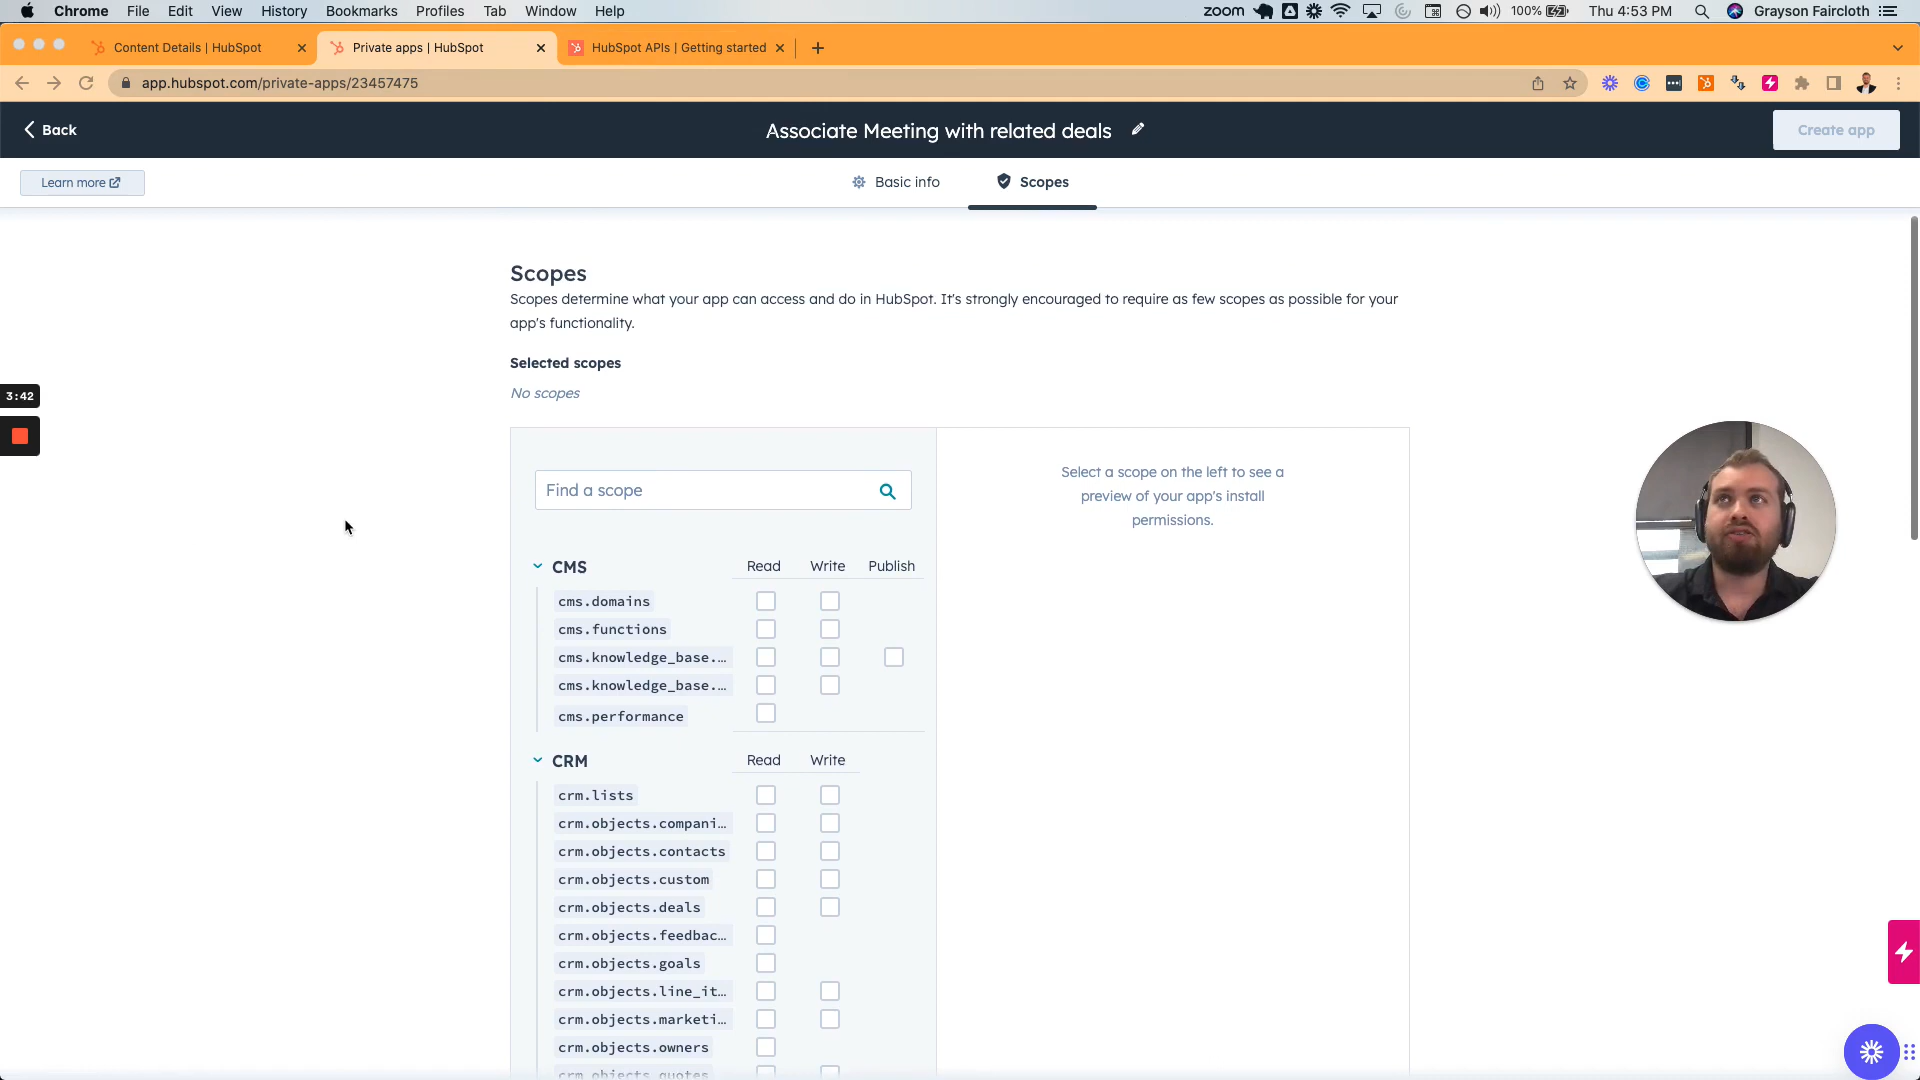 Chrome File Edit View History Bookmarks Profiles Tab Window Help zoom 100% Thu 4:53 PM Grayson Faircloth
Content Details | HubSpot Private apps | HubSpot HubSpot APIs | Getting started
app.hubspot.com/private-apps/23457475
Back Associate Meeting with related deals Create app
Learn more Basic info Scopes
Scopes
Scopes determine what your app can access and do in HubSpot. It's strongly encouraged to require as few scopes as possible for your
app's functionality.
Selected scopes
No scopes
3:42
Find a scope
Select a scope on the left to see a
preview of your app's install
permissions.
CMS Read Write Publish
cms.domains
cms.functions
cms.knowledge_base.…
cms.knowledge_base.…
cms.performance
CRM Read Write
crm.lists
crm.objects.compani…
crm.objects.contacts
crm.objects.custom
crm.objects.deals
crm.objects.feedbac…
crm.objects.goals
crm.objects.line_it…
crm.objects.marketi…
crm.objects.owners
crm.objects.quotes